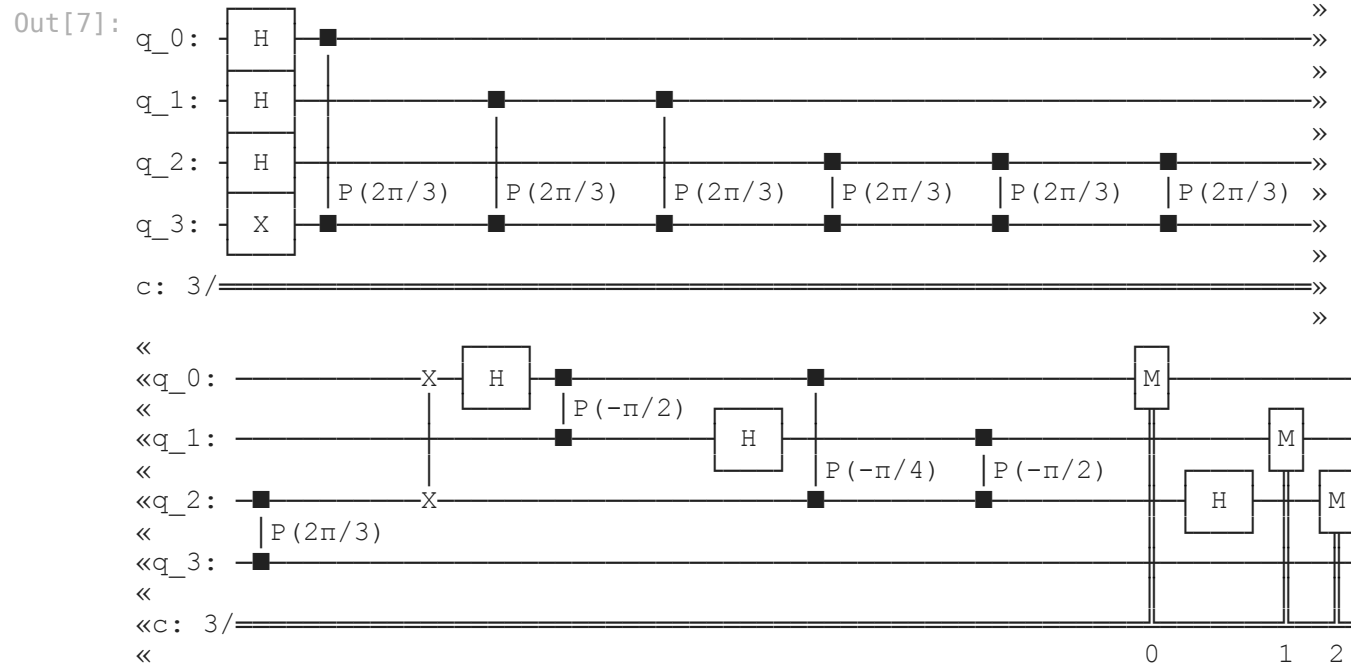 Out[7]:
»
q_0: H »
»
q_1: H »
»
q_2: H »
P(2π/3) P(2π/3) P(2π/3) P(2π/3) P(2π/3) P(2π/3) »
q_3: X »
»
c: 3/ »
»
«
«q_0: X H M
« P(-π/2)
«q_1: H M
« P(-π/4) P(-π/2)
«q_2: X H M
« P(2π/3)
«q_3:
«
«c: 3/
« 0 1 2